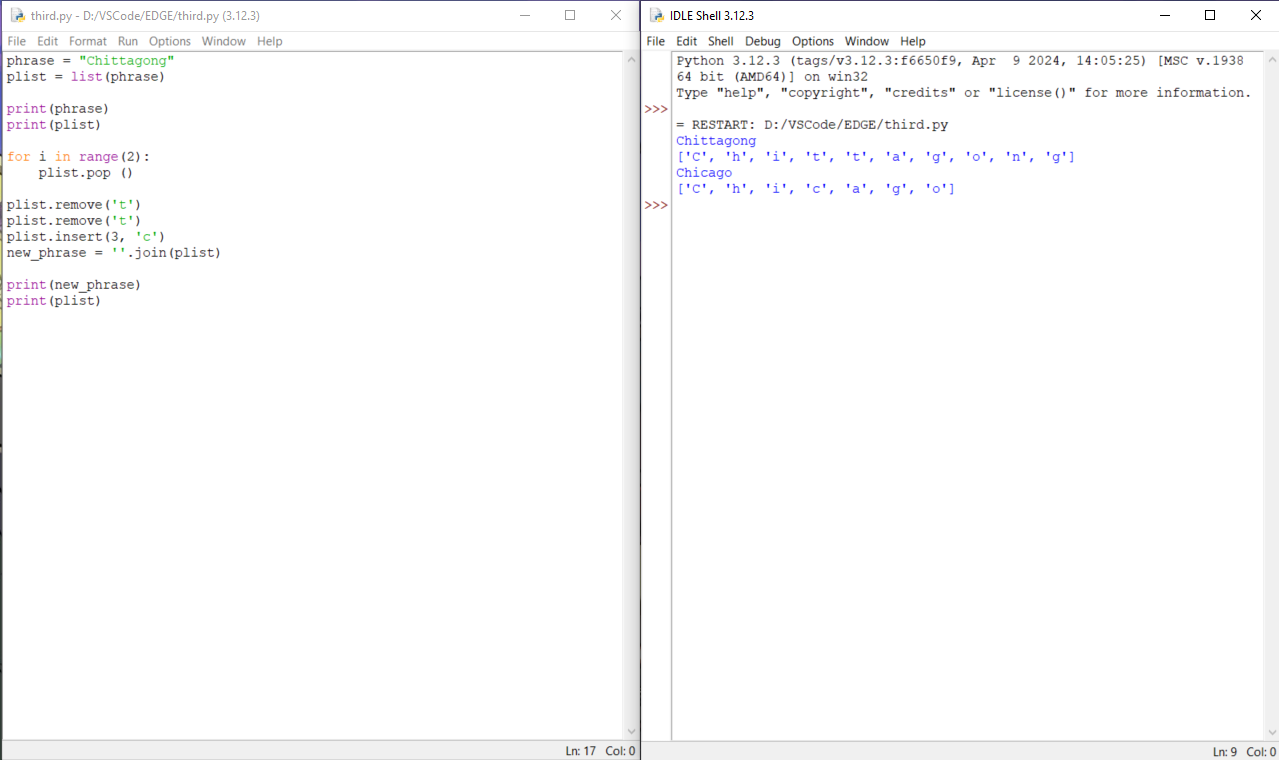 third.py - D:/VSCode/EDGE/third.py (3.12.3)
File Edit Format Run Options Window Help
phrase = "Chittagong"
plist = list(phrase)
print(phrase)
print(plist)
for i in range(2):
    plist.pop ()
plist.remove('t')
plist.remove('t')
plist.insert(3, 'c')
new_phrase = ''.join(plist)
print(new_phrase)
print(plist)
Ln: 17 Col: 0
IDLE Shell 3.12.3
File Edit Shell Debug Options Window Help
Python 3.12.3 (tags/v3.12.3:f6650f9, Apr  9 2024, 14:05:25) [MSC v.1938
64 bit (AMD64)] on win32
Type "help", "copyright", "credits" or "license()" for more information.
>>>
= RESTART: D:/VSCode/EDGE/third.py
Chittagong
['C', 'h', 'i', 't', 't', 'a', 'g', 'o', 'n', 'g']
Chicago
['C', 'h', 'i', 'c', 'a', 'g', 'o']
>>>
Ln: 9 Col: 0